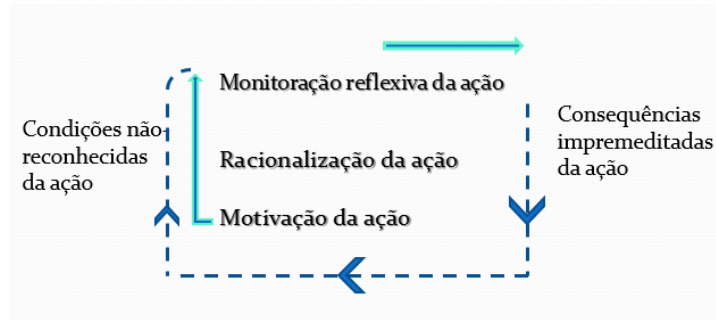 Condições não-
reconhecidas
da ação
Monitoração reflexiva da ação
Racionalização da ação
Motivação da ação
Consequências
impremeditadas
da ação